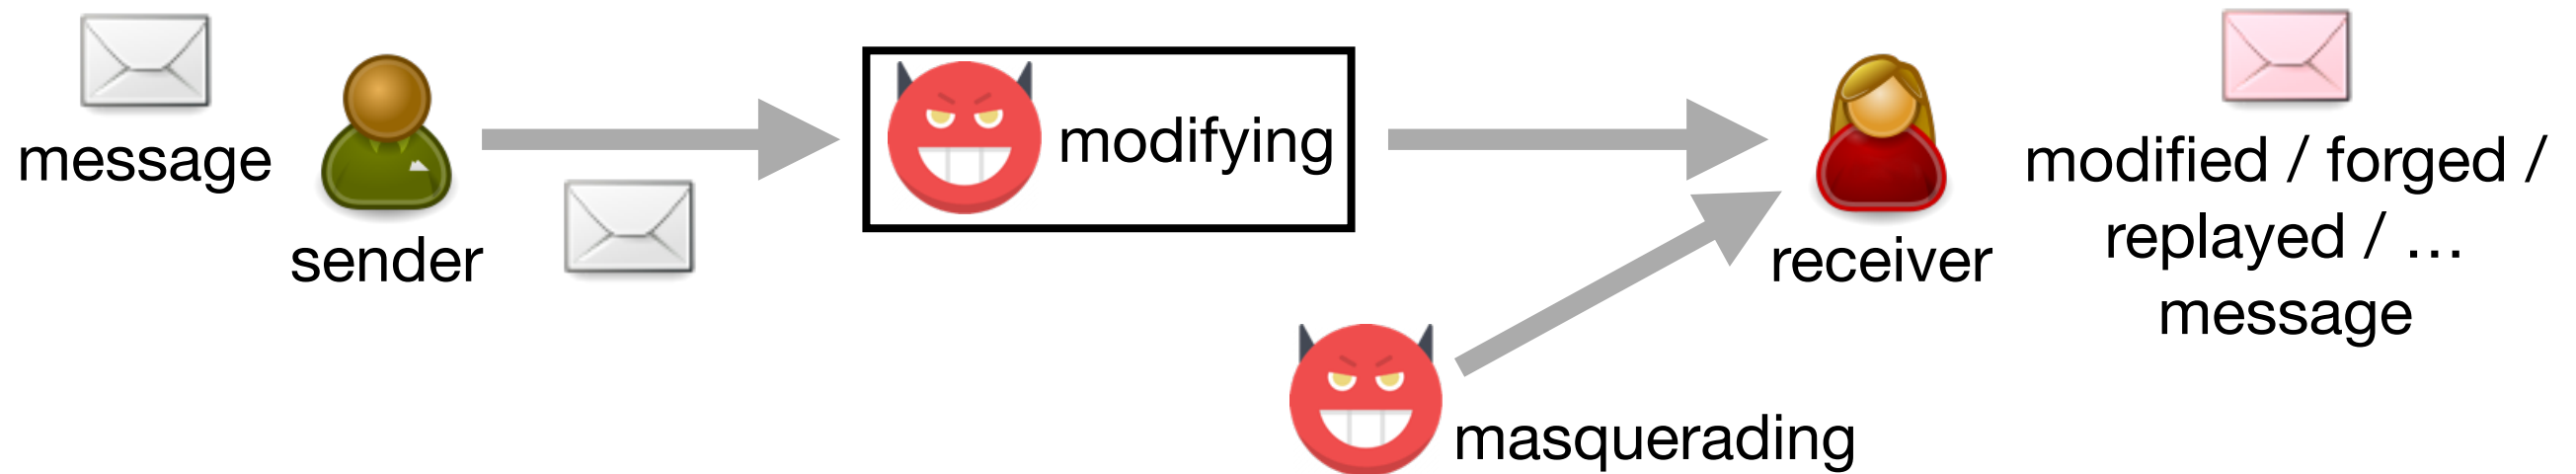 message
sender
modifying
receiver
modified / forged /
replayed / …
message
masquerading